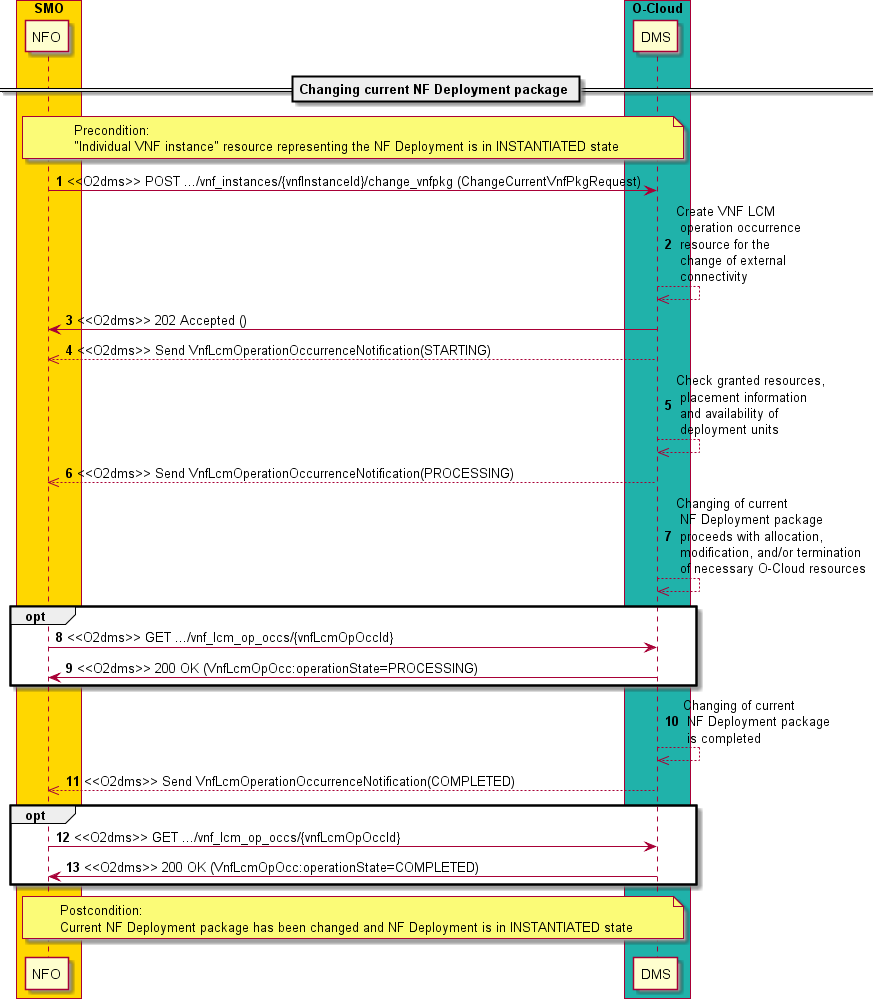 SMO
O-Cloud
NFO
DMS
Changing current NF Deployment package
Precondition:
"Individual VNF instance" resource representing the NF Deployment is in INSTANTIATED state
1 <<O2dms>> POST .../vnf_instances/{vnfInstanceId}/change_vnfpkg (ChangeCurrentVnfPkgRequest)
Create VNF LCM
operation occurrence
2 resource for the
change of external
connectivity
3 <<O2dms>> 202 Accepted ()
4 <<O2dms>> Send VnfLcmOperationOccurrenceNotification(STARTING)
Check granted resources,
placement information
5 and availability of
deployment units
6 <<O2dms>> Send VnfLcmOperationOccurrenceNotification(PROCESSING)
Changing of current
NF Deployment package
7 proceeds with allocation,
modification, and/or termination
of necessary O-Cloud resources
opt
8 <<O2dms>> GET .../vnf_lcm_op_occs/{vnfLcmOpOccId}
9 <<O2dms>> 200 OK (VnfLcmOpOcc:operationState=PROCESSING)
Changing of current
10 NF Deployment package
is completed
11 <<O2dms>> Send VnfLcmOperationOccurrenceNotification(COMPLETED)
opt
12 <<O2dms>> GET .../vnf_lcm_op_occs/{vnfLcmOpOccId}
13 <<O2dms>> 200 OK (VnfLcmOpOcc:operationState=COMPLETED)
Postcondition:
Current NF Deployment package has been changed and NF Deployment is in INSTANTIATED state
NFO
DMS